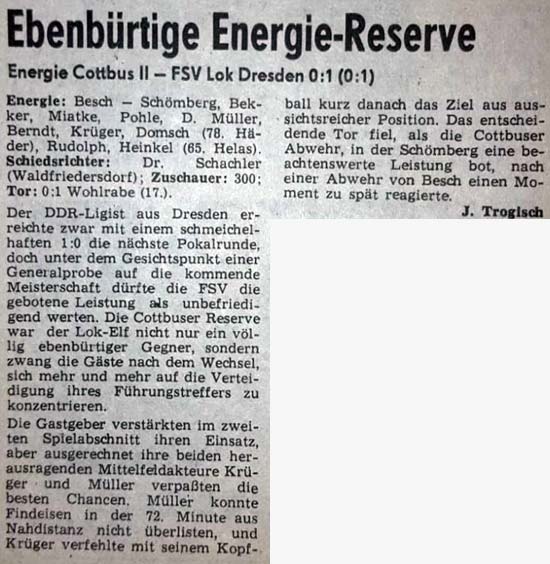 Ebenbürtige Energie-Reserve
Energie Cottbus II – FSV Lok Dresden 0:1 (0:1)
Energie: Besch — Schömberg, Bek-
ker, Miatke, Pohle, D. Müller,
Berndt, Krüger, Domsch (78. Hä-
der), Rudolph, Heinkel (65. Helas).
Schiedsrichter: Dr. Schachler
(Waldfriedersdorf); Zuschauer: 300;
Tor: 0:1 Wohlrabe (17.).
Der DDR-Ligist aus Dresden er-
reichte zwar mit einem schmeichel-
haften 1:0 die nächste Pokalrunde,
doch unter dem Gesichtspunkt einer
Generalprobe auf die kommende
Meisterschaft dürfte die FSV die
gebotene Leistung als unbefriedi-
gend werten. Die Cottbuser Reserve
war der Lok-Elf nicht nur ein völ-
lig ebenbürtiger Gegner, sondern
zwang die Gäste nach dem Wechsel,
sich mehr und mehr auf die Vertei-
digung ihres Führungstreffers zu
konzentrieren.
Die Gastgeber verstärkten im zwei-
ten Spielabschnitt ihren Einsatz,
aber ausgerechnet ihre beiden her-
ausragenden Mittelfeldakteure Krü-
ger und Müller verpaßten die
besten Chancen. Müller konnte
Findeisen in der 72. Minute aus
Nahdistanz nicht überlisten, und
Krüger verfehlte mit seinem Kopf-
ball kurz danach das Ziel aus aus-
sichtsreicher Position. Das entschei-
dende Tor fiel, als die Cottbuser
Abwehr, in der Schömberg eine be-
achtenswerte Leistung bot, nach
einer Abwehr von Besch einen Mo-
ment zu spät reagierte.
J. Trogisch